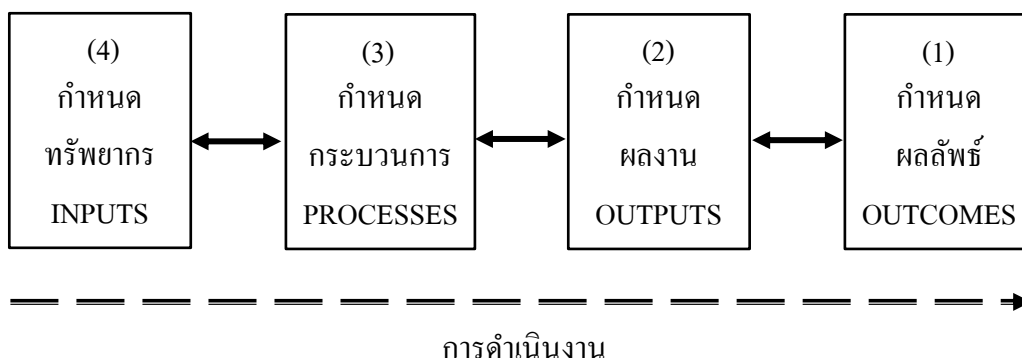 (4)
กำหนด
ทรัพยากร
INPUTS
(3)
กำหนด
กระบวนการ
PROCESSES
(2)
กำหนด
ผลงาน
OUTPUTS
(1)
กำหนด
ผลลัพธ์
OUTCOMES
การดำเนินงาน